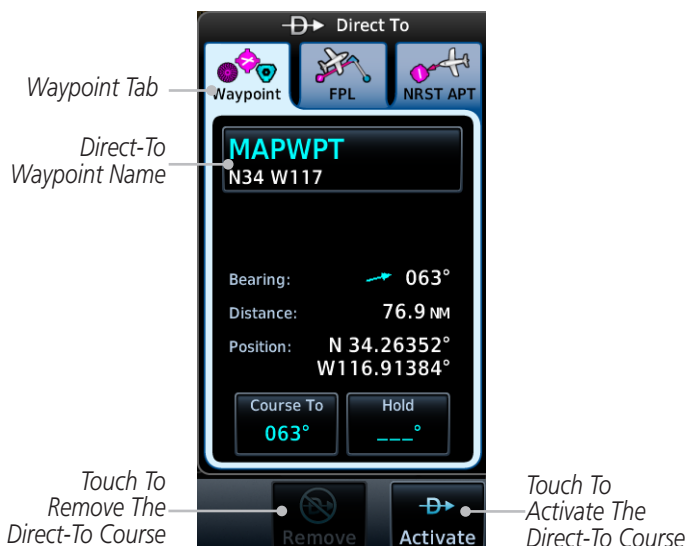 Direct To
Waypoint
FPL
NRST APT
Waypoint Tab
Direct-To
Waypoint Name
MAPWPT
N34 W117
Bearing: 063°
Distance: 76.9 NM
Position: N 34.26352°
W116.91384°
Course To
063°
Hold
___°
Touch To
Remove The
Direct-To Course
Remove
Activate
Touch To
Activate The
Direct-To Course